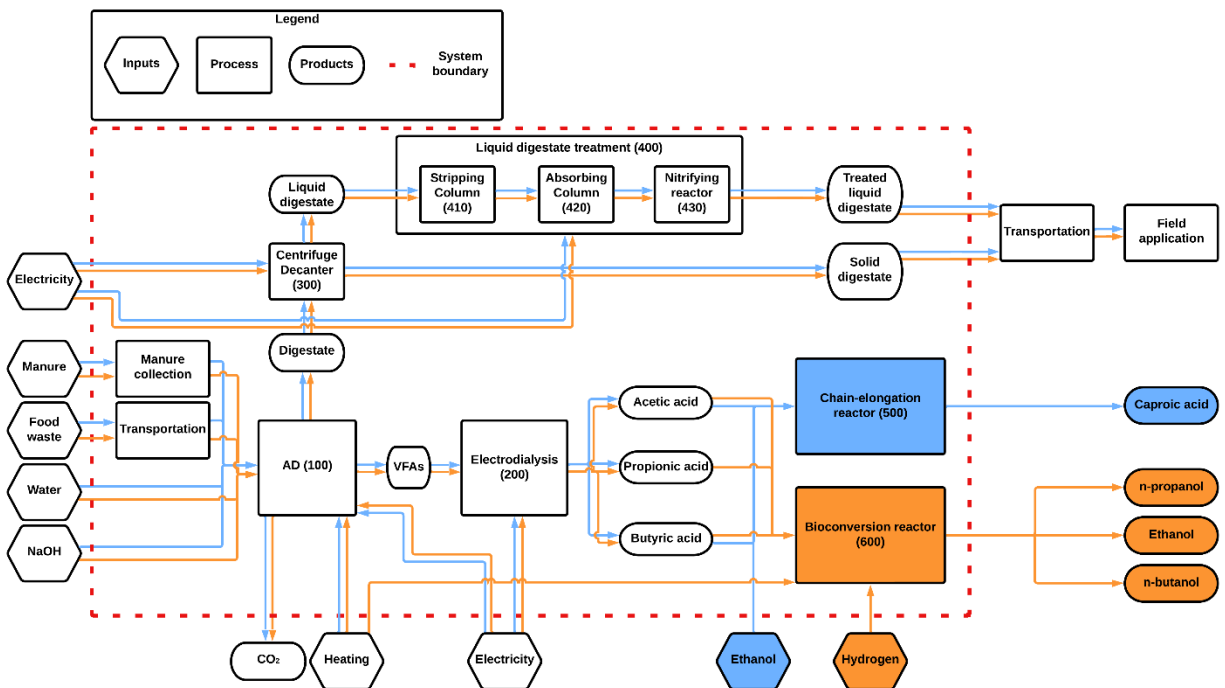 Legend
Inputs
Process
Products
System
boundary
Liquid digestate treatment (400)
Liquid
digestate
Stripping
Column
(410)
Absorbing
Column
(420)
Nitrifying
reactor
(430)
Treated
liquid
digestate
Transportation
Field
application
Electricity
Centrifuge
Decanter
(300)
Solid
digestate
Digestate
Manure
Manure
collection
Food
waste
Transportation
Water
NaOH
AD (100)
VFAs
Electrodialysis
(200)
Acetic acid
Propionic acid
Butyric acid
Chain-elongation
reactor (500)
Caproic acid
Bioconversion reactor
(600)
n-propanol
Ethanol
n-butanol
CO₂
Heating
Electricity
Ethanol
Hydrogen